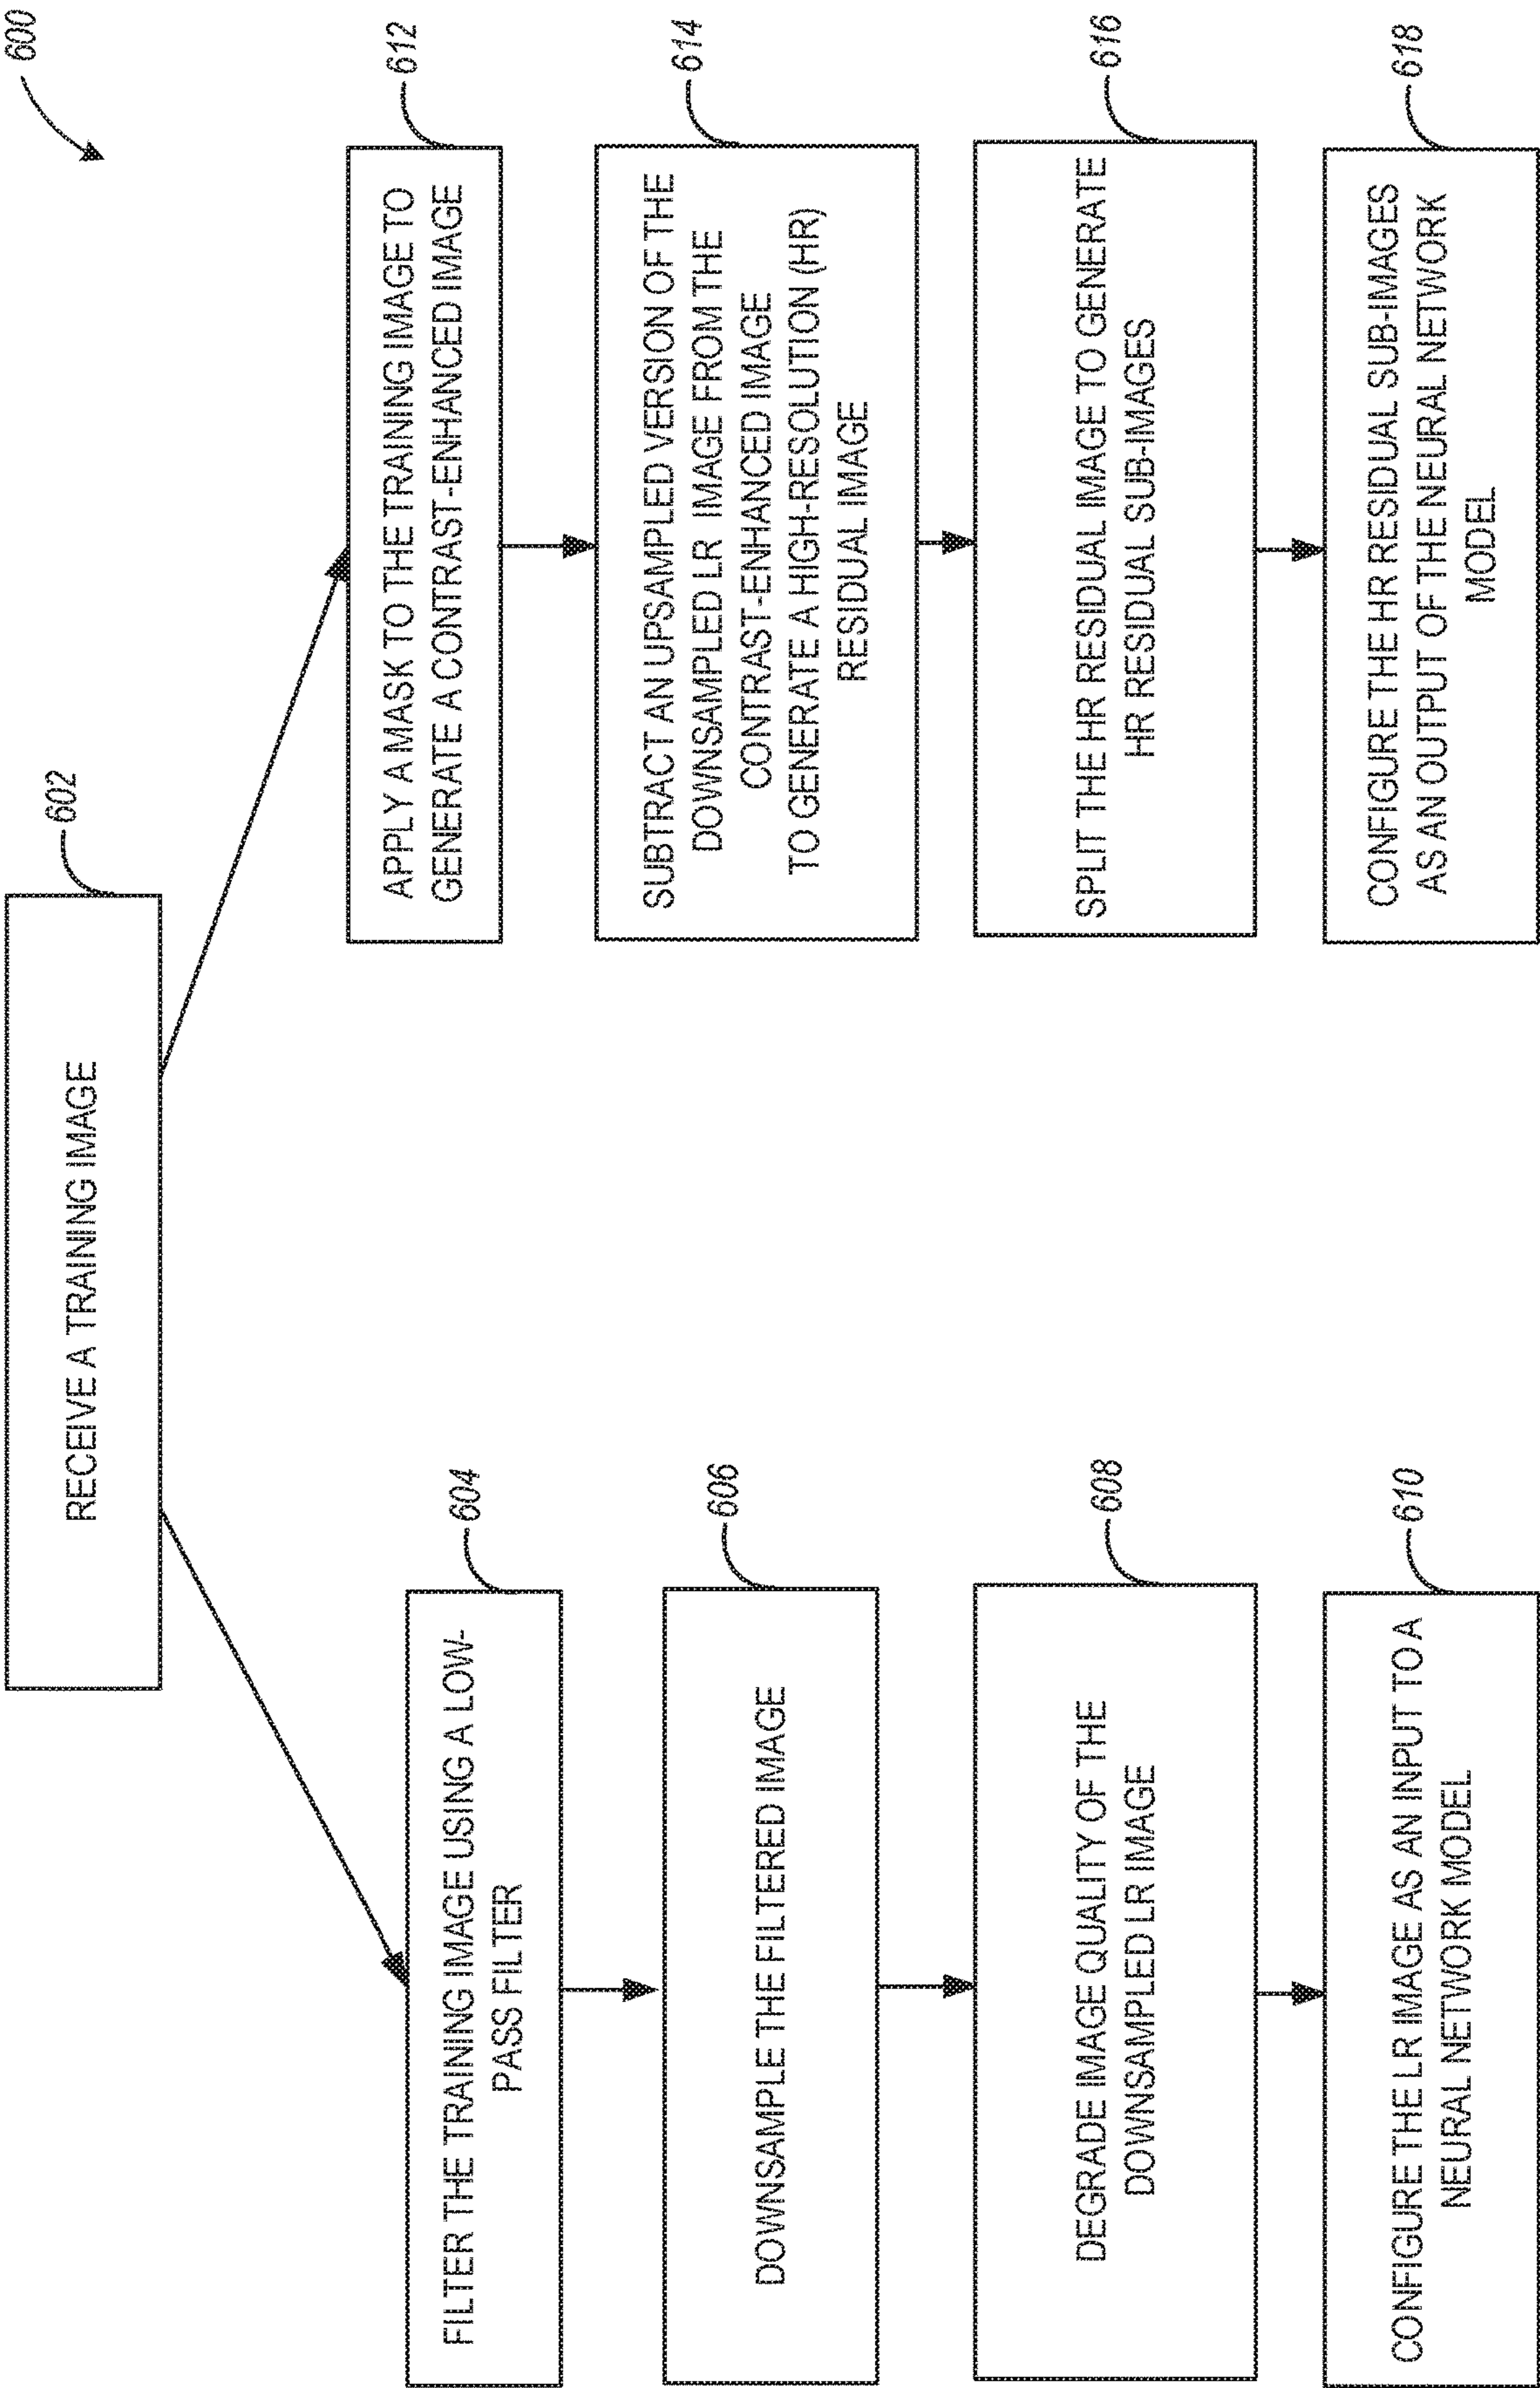 600
602
RECEIVE A TRAINING IMAGE
604
FILTER THE TRAINING IMAGE USING A LOW-
PASS FILTER
606
DOWNSAMPLE THE FILTERED IMAGE
608
DEGRADE IMAGE QUALITY OF THE
DOWNSAMPLED LR IMAGE
610
CONFIGURE THE LR IMAGE AS AN INPUT TO A
NEURAL NETWORK MODEL
612
APPLY A MASK TO THE TRAINING IMAGE TO
GENERATE A CONTRAST-ENHANCED IMAGE
614
SUBTRACT AN UPSAMPLED VERSION OF THE
DOWNSAMPLED LR IMAGE FROM THE
CONTRAST-ENHANCED IMAGE
TO GENERATE A HIGH-RESOLUTION (HR)
RESIDUAL IMAGE
616
SPLIT THE HR RESIDUAL IMAGE TO GENERATE
HR RESIDUAL SUB-IMAGES
618
CONFIGURE THE HR RESIDUAL SUB-IMAGES
AS AN OUTPUT OF THE NEURAL NETWORK
MODEL